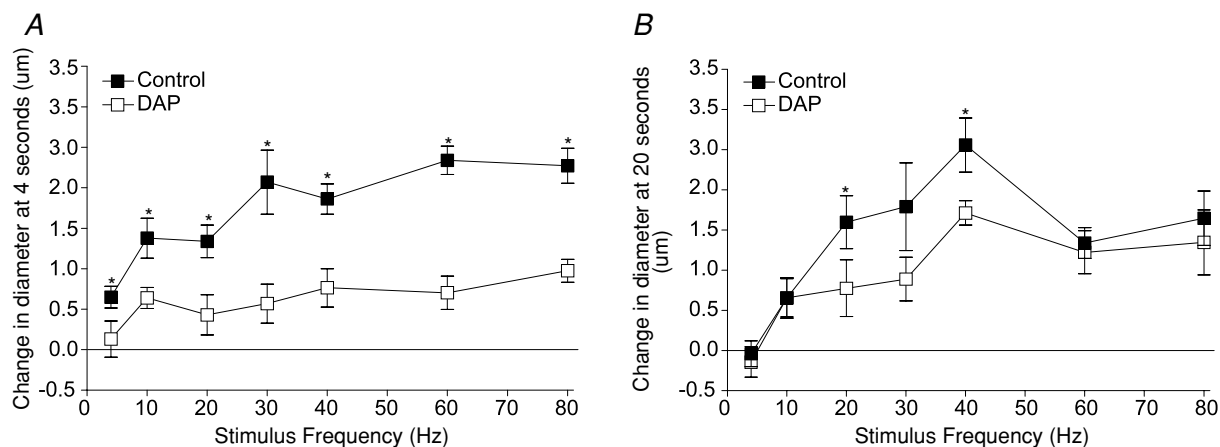 A
Change in diameter at 4 seconds (um)
3.5
3.0
2.0
1.5
1.0
0.5
0.0
-0.5
Control
DAP
*
*
*
*
*
*
*
0 10 20 30 40 50 60 70 80
Stimulus Frequency (Hz)
B
Change in diameter at 20 seconds
(um)
3.5
3.5
3.0
2.0
1.5
1.0
0.5
0.0
-0.5
Control
DAP
*
*
0 10 20 30 40 50 60 70 80
Stimulus Frequency (Hz)